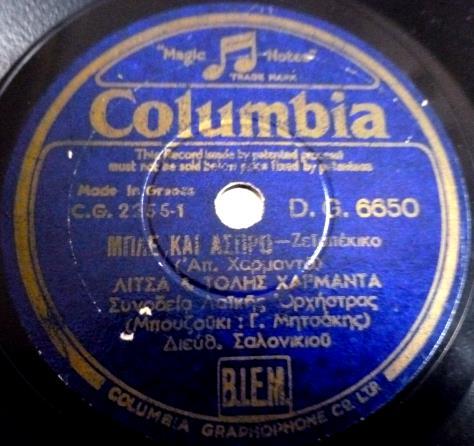 "Magic Notes"
TRADE MARK
Columbia
This Record made by patented process
must not be sold below price fixed by patentees
Made in Greece
C.G. 2355-1 D. G. 6650
ΜΠΛΕ ΚΑΙ ΑΣΠΡΟ-Ζεϊμπέκικο
('Απ. Χαρμαντά)
ΛΙΤΣΑ & ΤΟΛΗΣ ΧΑΡΜΑΝΤΑ
Συνοδεία Λαϊκής Ορχήστρας
(Μπουζούκι : Γ. Μητσάκης)
Διεύθ. Σαλονικιού
B.I.E.M.
COLUMBIA GRAPHOPHONE CO. LTD.